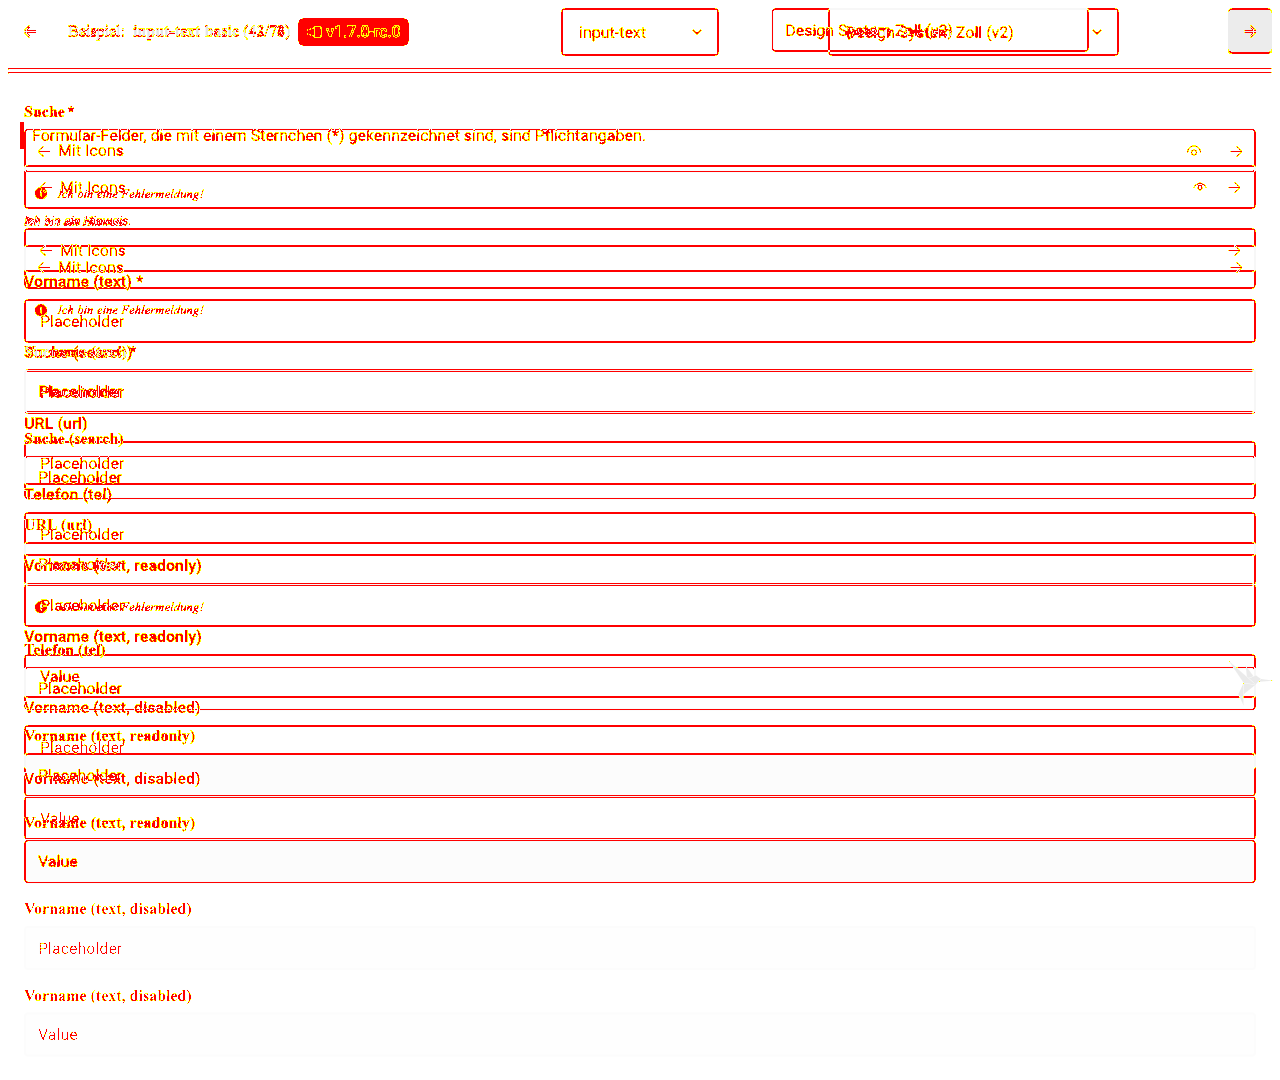 Beispiel: input-text basic (43/78) v1.7.0-rc.0 input-text Design System Zoll (v2) Design System Zoll (v2)
Suche *
Formular-Felder, die mit einem Sternchen (*) gekennzeichnet sind, sind Pflichtangaben.
Mit Icons
Mit Icons
Ich bin eine Fehlermeldung!
Ich bin ein Hinweis.
Mit Icons
Mit Icons
Vorname (text) *
Ich bin eine Fehlermeldung!
Placeholder
Placeholder
URL (url)
Suche (search)
Placeholder
Placeholder
Telefon (tel)
URL (url)
Placeholder
Placeholder
Vorname (text, readonly)
Placeholder
Ich bin eine Fehlermeldung!
Vorname (text, readonly)
Telefon (tel)
Value
Placeholder
Vorname (text, disabled)
Vorname (text, readonly)
Placeholder
Placeholder
Vorname (text, disabled)
Value
Vorname (text, readonly)
Value
Vorname (text, disabled)
Placeholder
Vorname (text, disabled)
Value